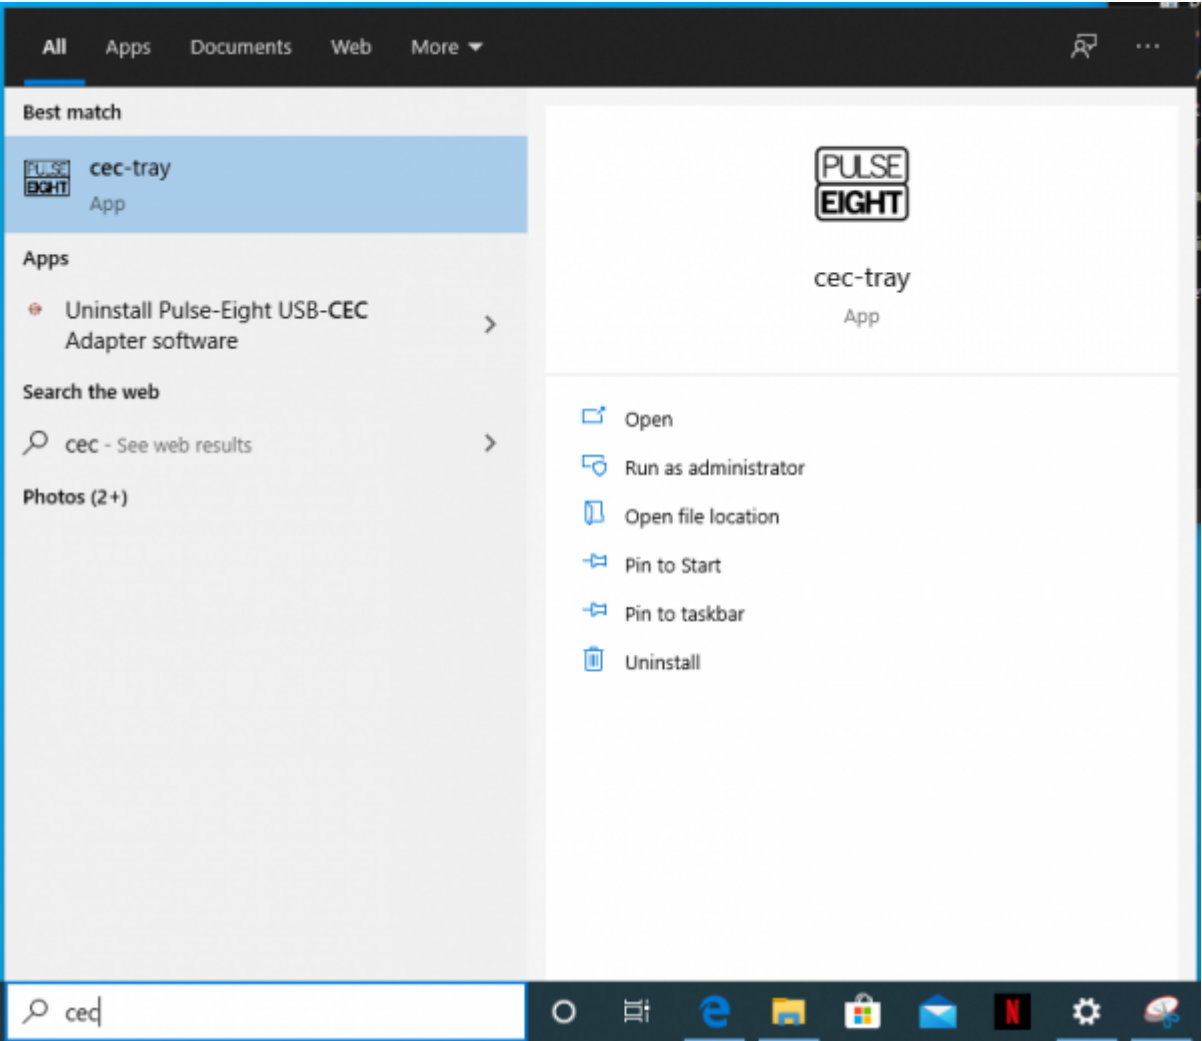 All Apps Documents Web More
Best match
PULSE
EIGHT
cec-tray
App
Apps
Uninstall Pulse-Eight USB-CEC
Adapter software
Search the web
cec - See web results
Photos (2+)
PULSE
EIGHT
cec-tray
App
Open
Run as administrator
Open file location
Pin to Start
Pin to taskbar
Uninstall
cec
N